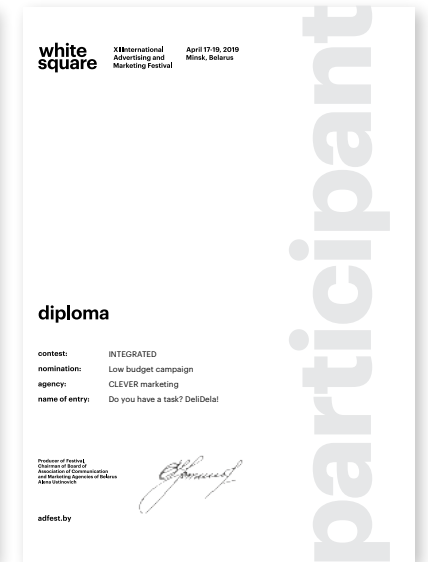 white
square
XII International
Advertising and
Marketing Festival
April 17-19, 2019
Minsk, Belarus
participant
diploma
contest: INTEGRATED
nomination: Low budget campaign
agency: CLEVER marketing
name of entry: Do you have a task? DeliDela!
Producer of Festival,
Chairman of Board of
Association of Communication
and Marketing Agencies of Belarus
Alena Ustinovich
adfest.by